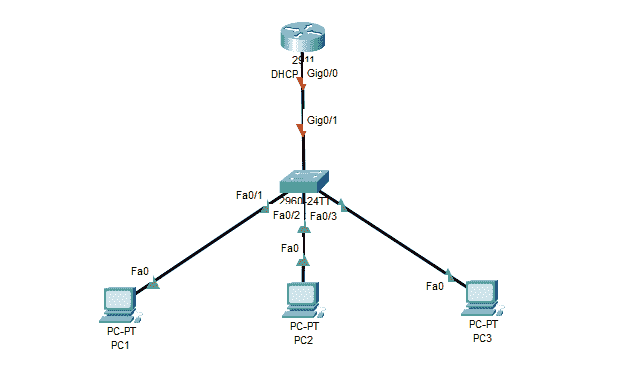 2911
DHCP
Gig0/0
Gig0/1
2960-24TT
Fa0/1
Fa0/2
Fa0/3
Fa0
Fa0
Fa0
PC-PT
PC1
PC-PT
PC2
PC-PT
PC3